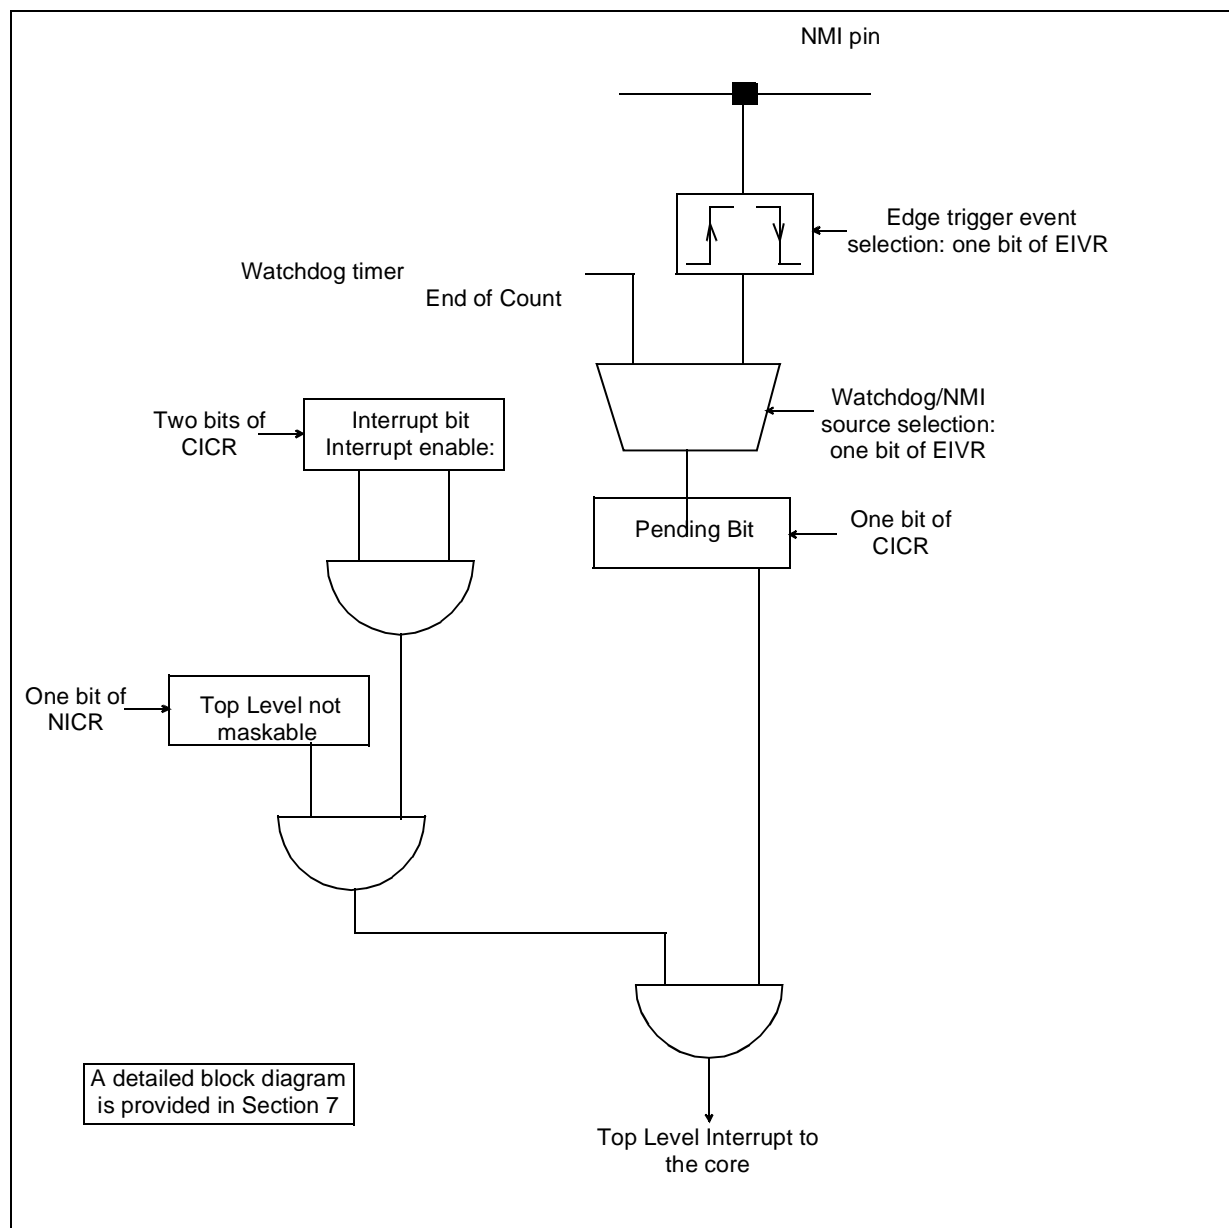 NMI pin
Edge trigger event
selection: one bit of EIVR
Watchdog timer
End of Count
Watchdog/NMI
source selection:
one bit of EIVR
Two bits of
CICR
Interrupt bit
Interrupt enable:
Pending Bit
One bit of
CICR
One bit of
NICR
Top Level not
maskable
A detailed block diagram
is provided in Section 7
Top Level Interrupt to
the core